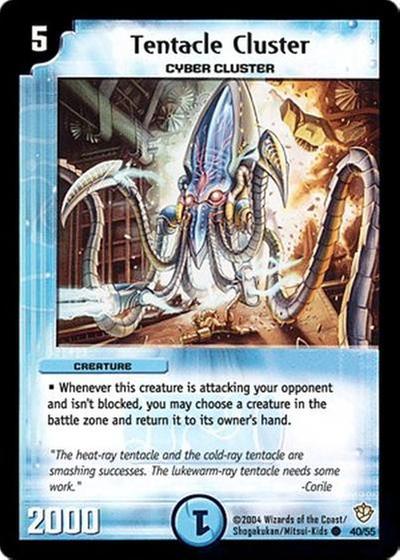 5
Tentacle Cluster
CYBER CLUSTER
CREATURE
▪ Whenever this creature is attacking your opponent
and isn't blocked, you may choose a creature in the
battle zone and return it to its owner's hand.
"The heat-ray tentacle and the cold-ray tentacle are
smashing successes. The lukewarm-ray tentacle needs some
work." -Corile
2000
1
©2004 Wizards of the Coast/
Shogakukan/Mitsui-Kids ● 40/55